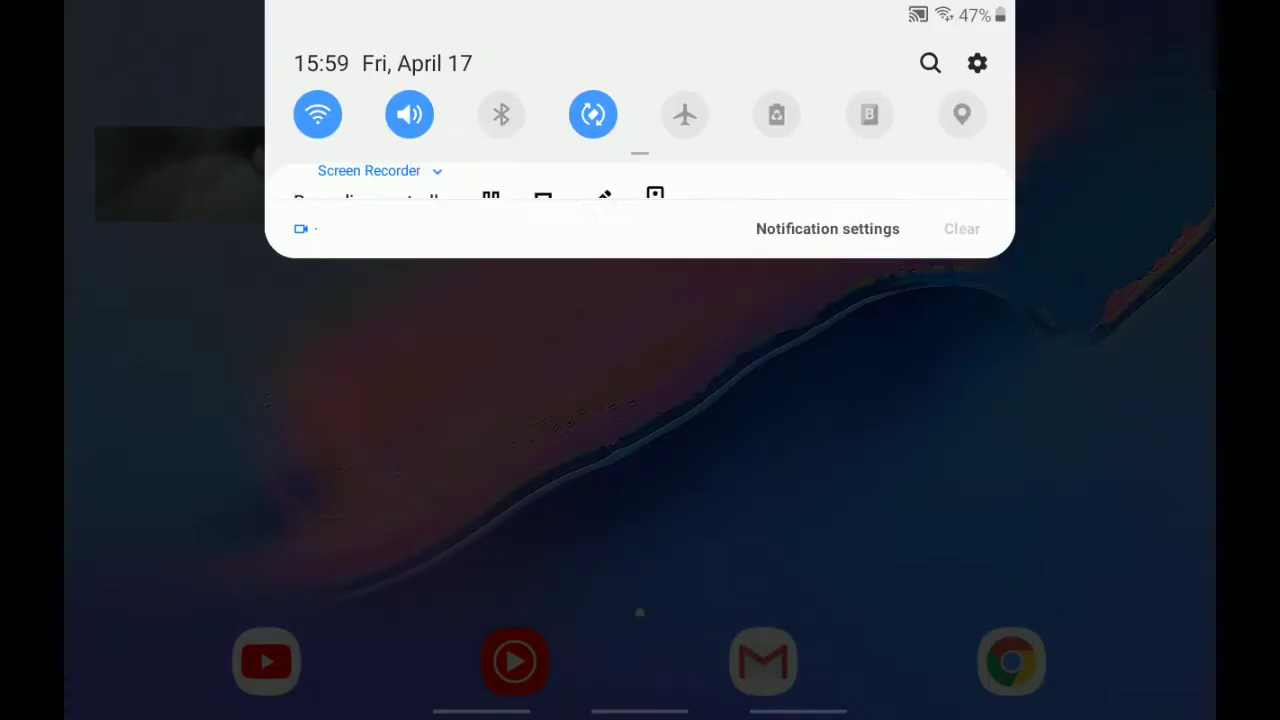 47%
15:59 Fri, April 17
B
Screen Recorder
Notification settings
Clear